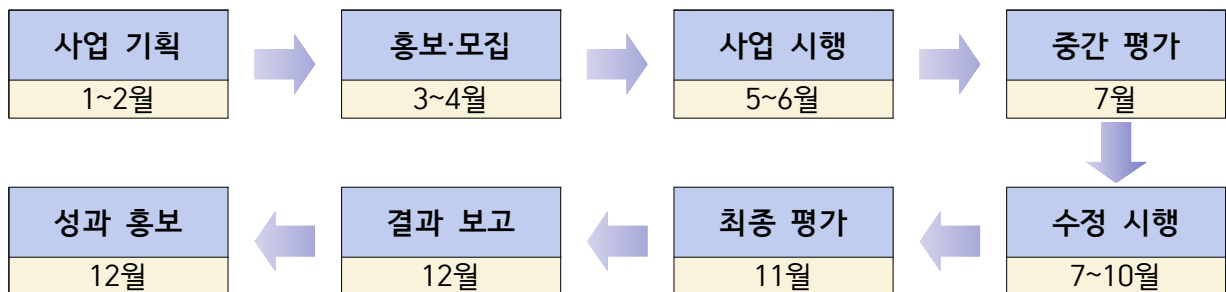 사업 기획
1~2월
홍보·모집
3~4월
사업 시행
5~6월
중간 평가
7월
수정 시행
7~10월
최종 평가
11월
결과 보고
12월
성과 홍보
12월